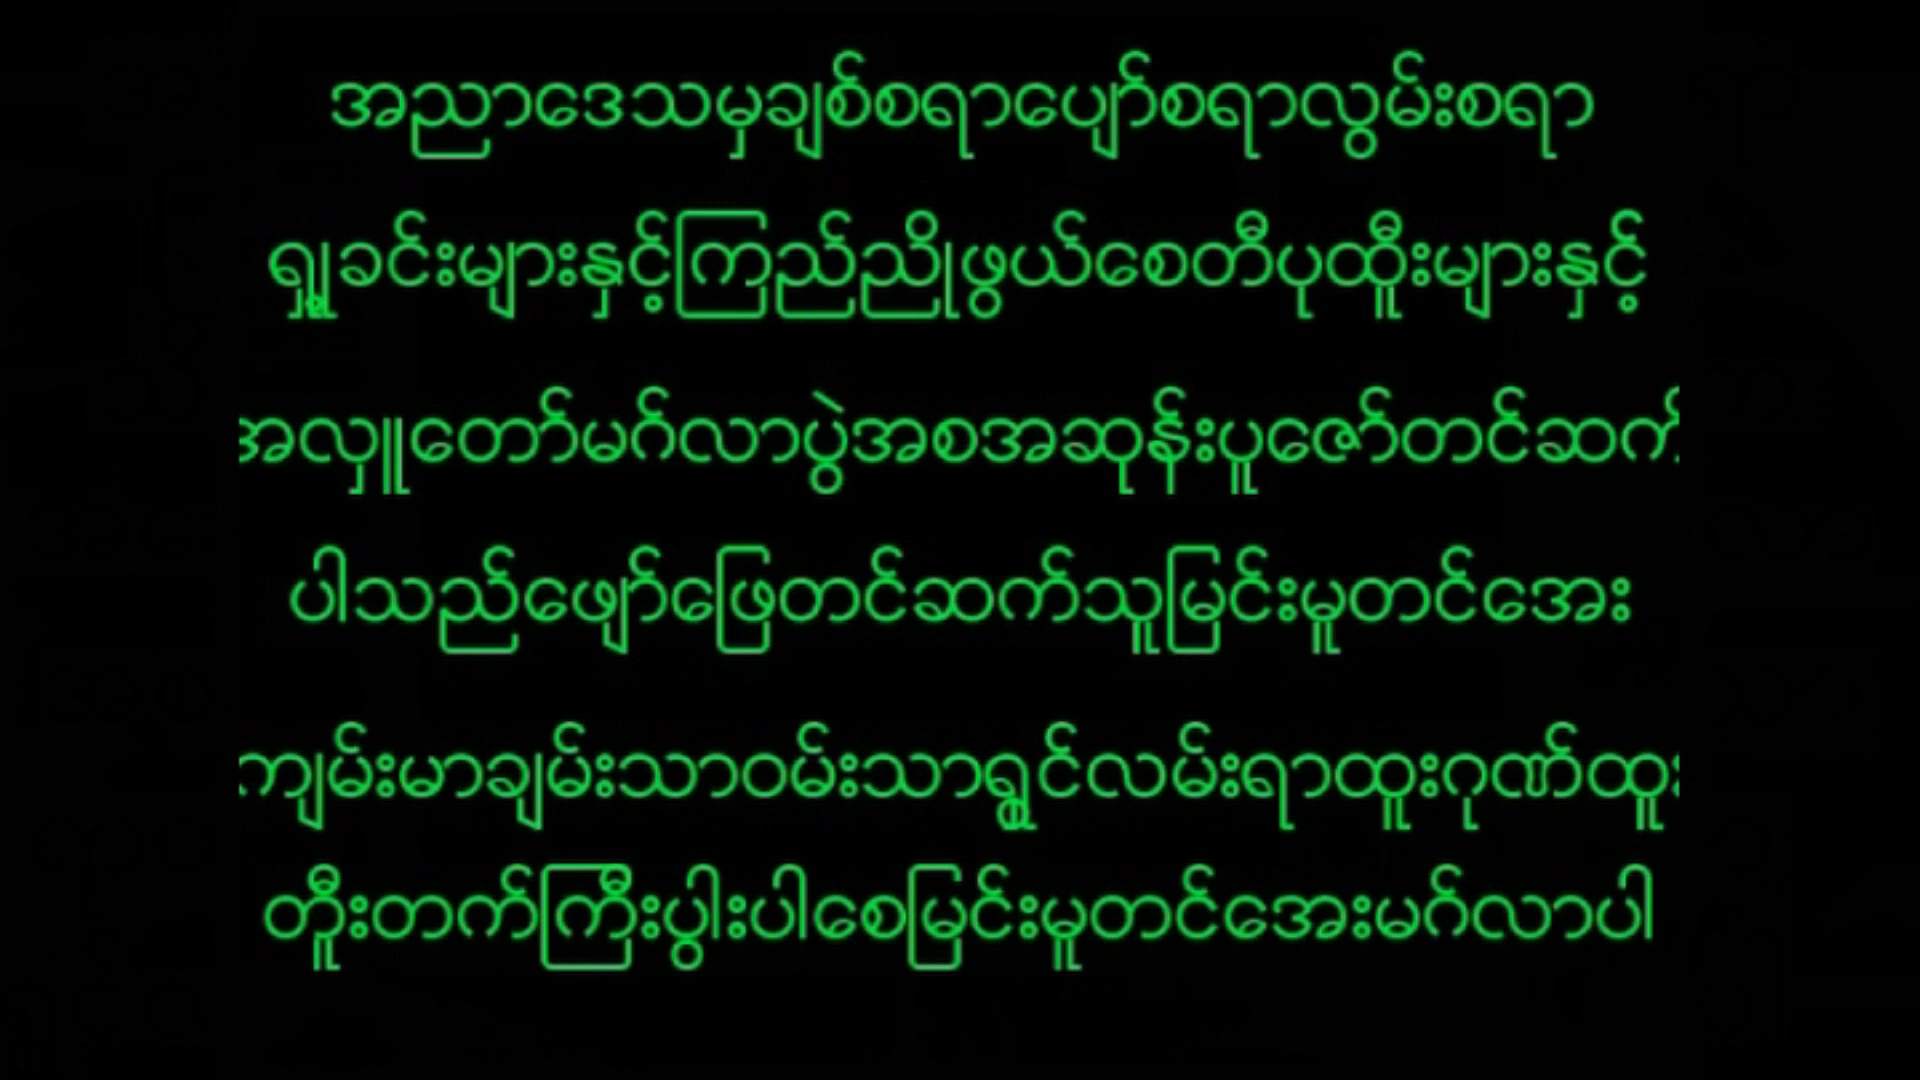 အညာဒေသမှချစ်စရာပျော်စရာလွမ်းစရာ
ရှု့ခင်းများနှင့်ကြည်ညိုဖွယ်စေတီပုထိူးများနှင့်
အလှူတော်မဂ်လာပွဲအစအဆုန်းပူဇော်တင်ဆက်
ပါသည်ဖျော်ဖြေတင်ဆက်သူမြင်းမူတင်အေး
ကျမ်းမာချမ်းသာဝမ်းသာရွှင်လမ်းရာထူးဂုဏ်ထူး
တိူးတက်ကြီးပွါးပါစေမြင်းမူတင်အေးမဂ်လာပါ